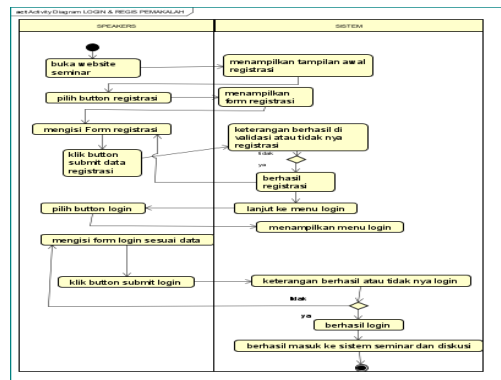 act Activity Diagram LOGIN & REGIS PEMAKALAH
SPEAKERS
SISTEM
buka website
seminar
menampilkan tampilan awal
registrasi
pilih button registrasi
menampilkan
form registrasi
mengisi Form registrasi
keterangan berhasil di
validasi atau tidak nya
registrasi
klik button
submit data
registrasi
tidak
ya
berhasil
registrasi
pilih button login
lanjut ke menu login
menampilkan menu login
mengisi form login sesuai data
klik button submit login
keterangan berhasil atau tidak nya login
tidak
ya
berhasil login
berhasil masuk ke sistem seminar dan diskusi